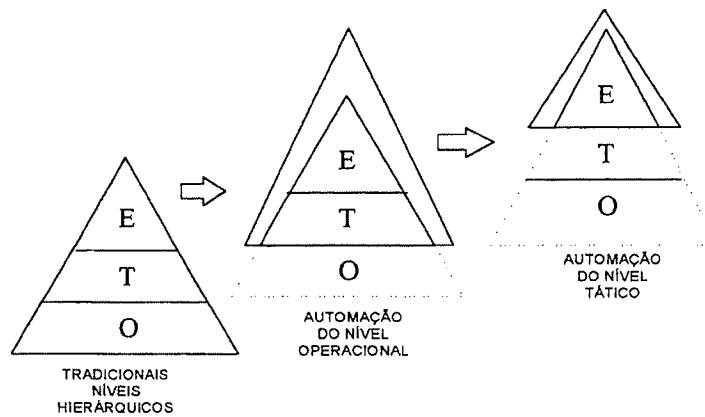 E
T
O
TRADICIONAIS
NÍVEIS
HIERÁRQUICOS
E
T
O
AUTOMAÇÃO
DO NÍVEL
OPERACIONAL
E
T
O
AUTOMAÇÃO
DO NÍVEL
TÁTICO